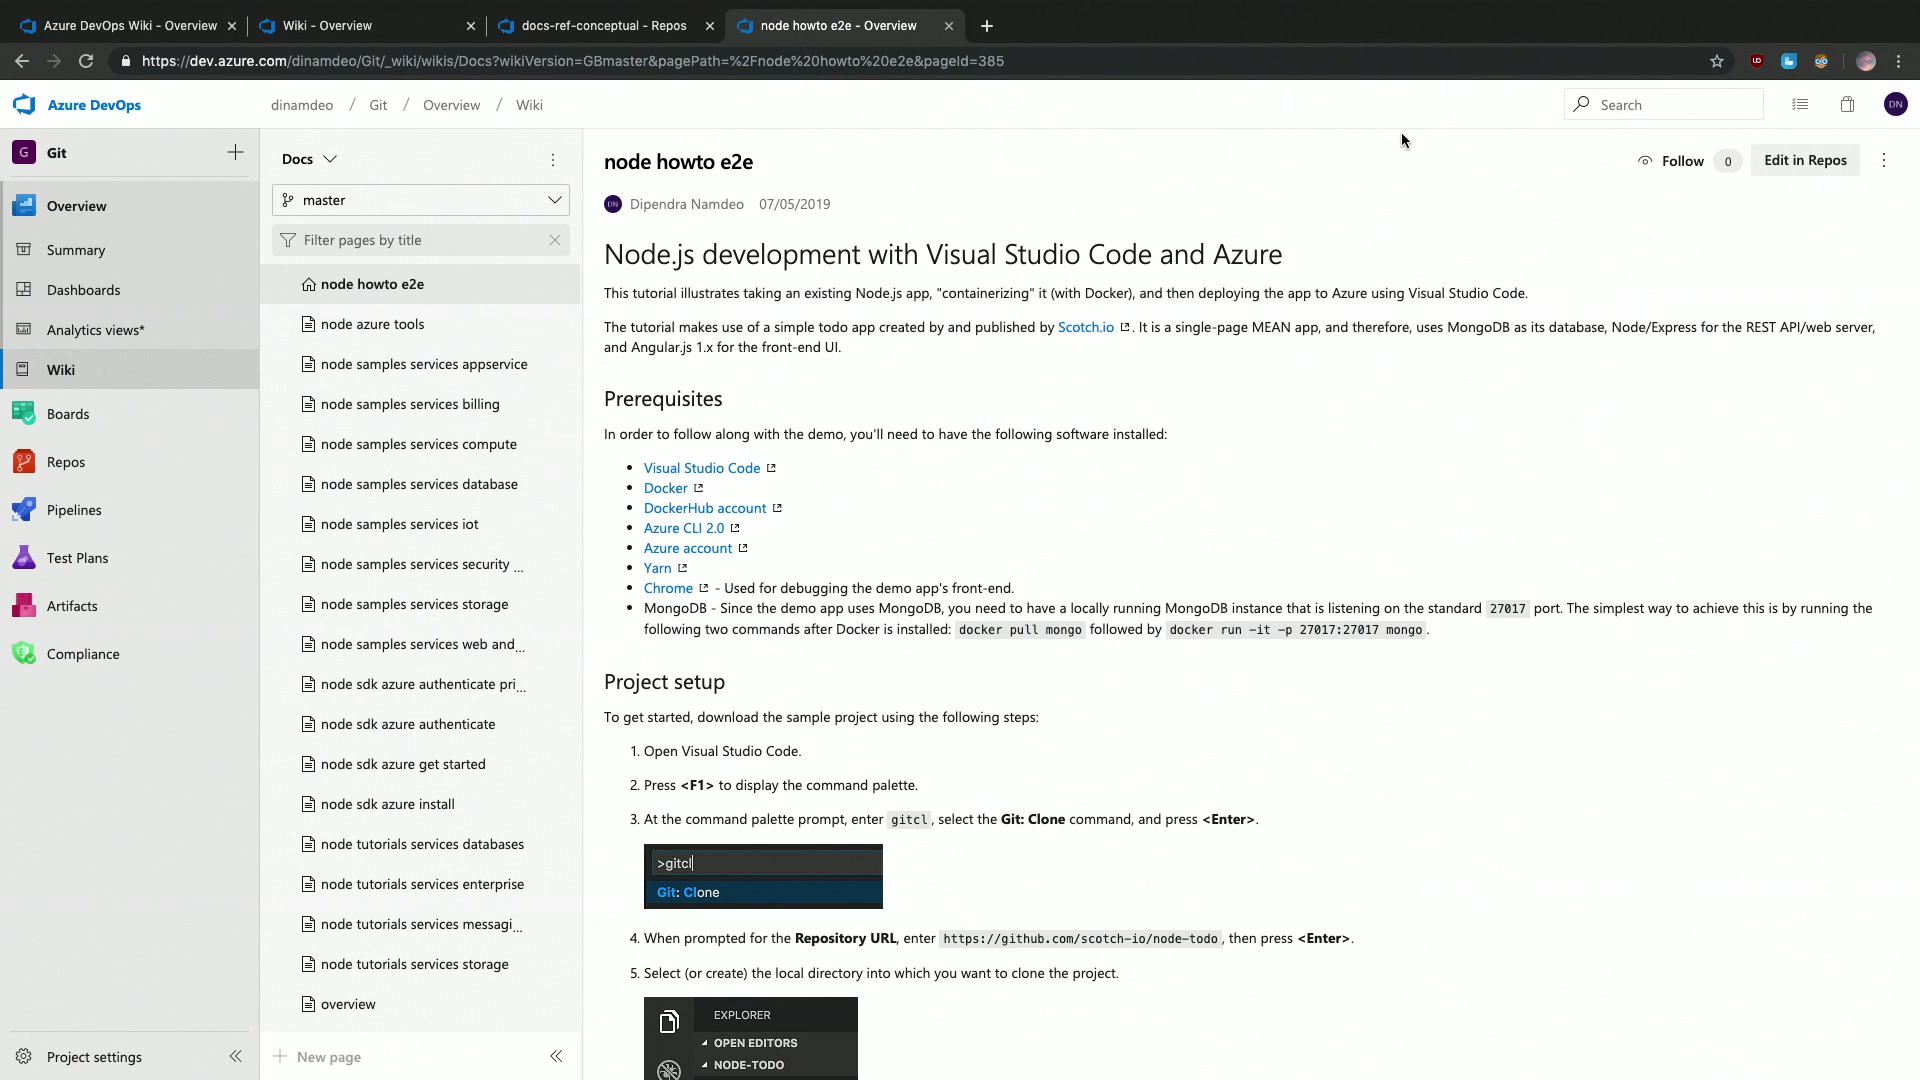 Azure DevOps Wiki - Overview
Wiki - Overview
docs-ref-conceptual - Repos
node howto e2e - Overview
https://dev.azure.com/dinamdeo/Git/_wiki/wikis/Docs?wikiVersion=GBmaster&pagePath=%2Fnode%20howto%20e2e&pageId=385
Azure DevOps
dinamdeo / Git / Overview / Wiki
Search
DN
G Git
Overview
Summary
Dashboards
Analytics views*
Wiki
Boards
Repos
Pipelines
Test Plans
Artifacts
Compliance
Project settings
Docs
master
Filter pages by title
node howto e2e
node azure tools
node samples services appservice
node samples services billing
node samples services compute
node samples services database
node samples services iot
node samples services security ...
node samples services storage
node samples services web and...
node sdk azure authenticate pri...
node sdk azure authenticate
node sdk azure get started
node sdk azure install
node tutorials services databases
node tutorials services enterprise
node tutorials services messagi...
node tutorials services storage
overview
New page
node howto e2e
Follow 0 Edit in Repos
DN Dipendra Namdeo 07/05/2019
Node.js development with Visual Studio Code and Azure
This tutorial illustrates taking an existing Node.js app, "containerizing" it (with Docker), and then deploying the app to Azure using Visual Studio Code.
The tutorial makes use of a simple todo app created by and published by Scotch.io . It is a single-page MEAN app, and therefore, uses MongoDB as its database, Node/Express for the REST API/web server,
and Angular.js 1.x for the front-end UI.
Prerequisites
In order to follow along with the demo, you'll need to have the following software installed:
• Visual Studio Code
• Docker
• DockerHub account
• Azure CLI 2.0
• Azure account
• Yarn
• Chrome - Used for debugging the demo app's front-end.
• MongoDB - Since the demo app uses MongoDB, you need to have a locally running MongoDB instance that is listening on the standard 27017 port. The simplest way to achieve this is by running the
following two commands after Docker is installed: docker pull mongo followed by docker run -it -p 27017:27017 mongo .
Project setup
To get started, download the sample project using the following steps:
1. Open Visual Studio Code.
2. Press <F1> to display the command palette.
3. At the command palette prompt, enter gitcl , select the Git: Clone command, and press <Enter>.
>gitcl
Git: Clone
4. When prompted for the Repository URL, enter https://github.com/scotch-io/node-todo , then press <Enter>.
5. Select (or create) the local directory into which you want to clone the project.
EXPLORER
OPEN EDITORS
NODE-TODO